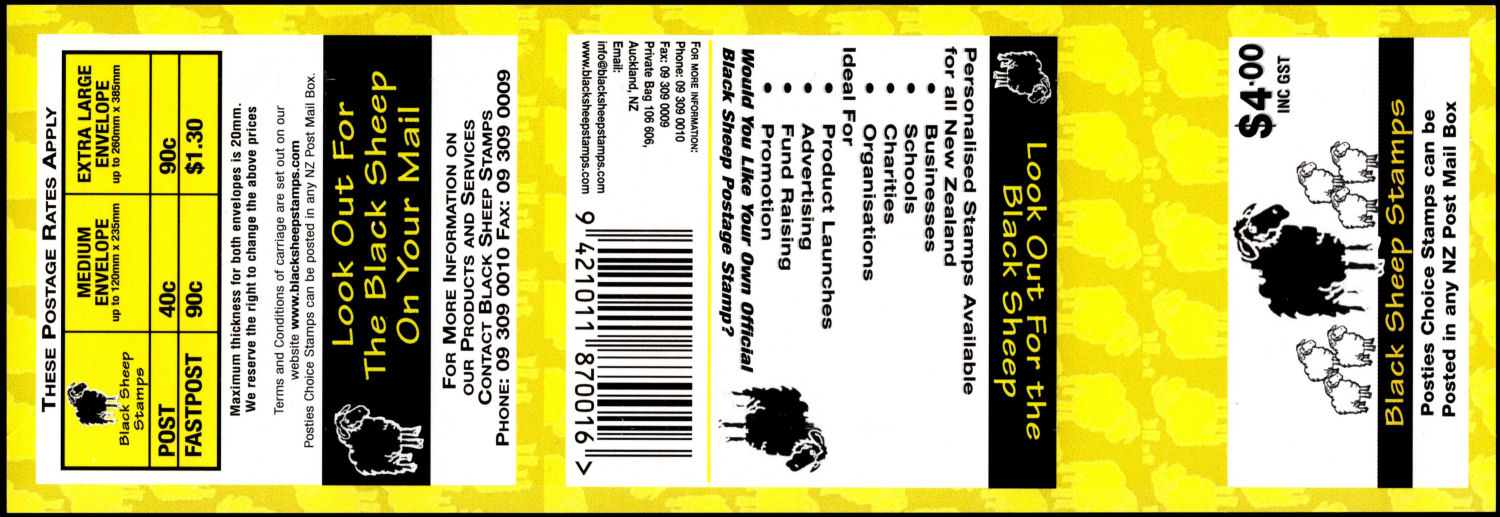 THESE POSTAGE RATES APPLY
Black Sheep
Stamps
MEDIUM
ENVELOPE
up to 120mm x 235mm
EXTRA LARGE
ENVELOPE
up to 260mm x 385mm
POST 40c 90c
FASTPOST 90c $1.30
Maximum thickness for both envelopes is 20mm.
We reserve the right to change the above prices
Terms and Conditions of carriage are set out on our
website www.blacksheepstamps.com
Posties Choice Stamps can be posted in any NZ Post Mail Box.
Look Out For
The Black Sheep
On Your Mail
FOR MORE INFORMATION ON
OUR PRODUCTS AND SERVICES
CONTACT BLACK SHEEP STAMPS
PHONE: 09 309 0010 FAX: 09 309 0009
Look Out For the
Black Sheep
Personalised Stamps Available
for all New Zealand
• Businesses
• Schools
• Charities
• Organisations
Ideal For
• Product Launches
• Advertising
• Fund Raising
• Promotion
Would You Like Your Own Official
Black Sheep Postage Stamp?
FOR MORE INFORMATION:
Phone: 09 309 0010
Fax: 09 309 0009
Private Bag 106 606,
Auckland, NZ
Email:
info@blacksheepstamps.com
www.blacksheepstamps.com
9 421011 870016 >
$4.00
INC GST
Black Sheep Stamps
Posties Choice Stamps can be
Posted in any NZ Post Mail Box